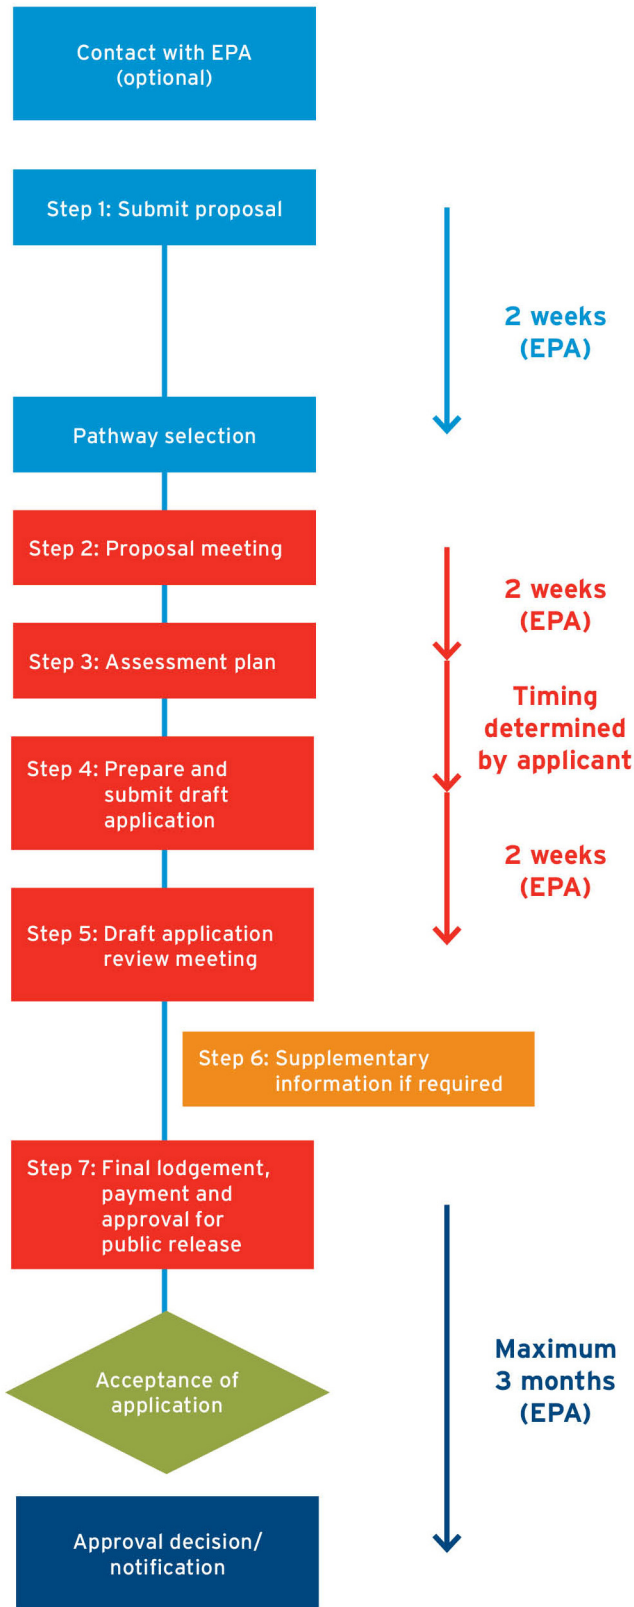 Contact with EPA
(optional)
Step 1: Submit proposal
2 weeks
(EPA)
Pathway selection
Step 2: Proposal meeting
2 weeks
(EPA)
Step 3: Assessment plan
Timing
determined
by applicant
Step 4: Prepare and
submit draft
application
2 weeks
(EPA)
Step 5: Draft application
review meeting
Step 6: Supplementary
information if required
Step 7: Final lodgement,
payment and
approval for
public release
Maximum
3 months
(EPA)
Acceptance of
application
Approval decision/
notification